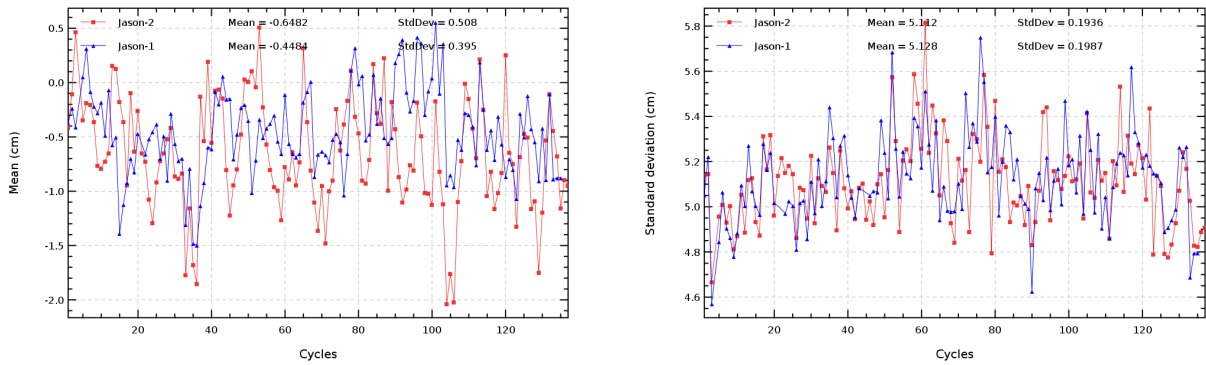 0.5
0.0
-0.5
-1.0
-1.5
-2.0
Mean (cm)
Jason-2 Mean = -0.6482 StdDev = 0.508
Jason-1 Mean = -0.4484 StdDev = 0.395
20 40 60 80 100 120
Cycles
5.8
5.6
5.4
5.2
5.0
4.8
4.6
Standard deviation (cm)
Jason-2 Mean = 5.112 StdDev = 0.1936
Jason-1 Mean = 5.128 StdDev = 0.1987
20 40 60 80 100 120
Cycles